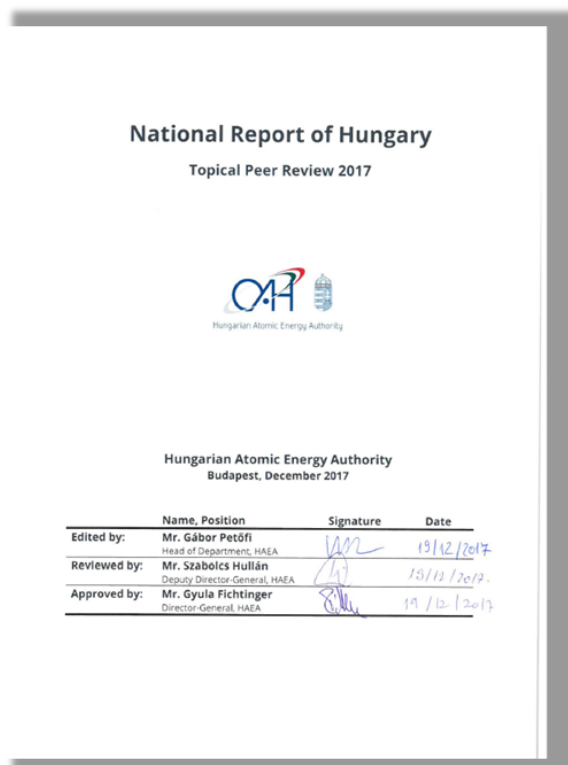 National Report of Hungary
Topical Peer Review 2017
OAH
Hungarian Atomic Energy Authority
Hungarian Atomic Energy Authority
Budapest, December 2017
Name, Position Signature Date
Edited by: Mr. Gábor Petőfi 19/12/2017
Head of Department, HAEA
Reviewed by: Mr. Szabolcs Hullán 15/12/2017.
Deputy Director-General, HAEA
Approved by: Mr. Gyula Fichtinger 19/12/2017
Director-General, HAEA